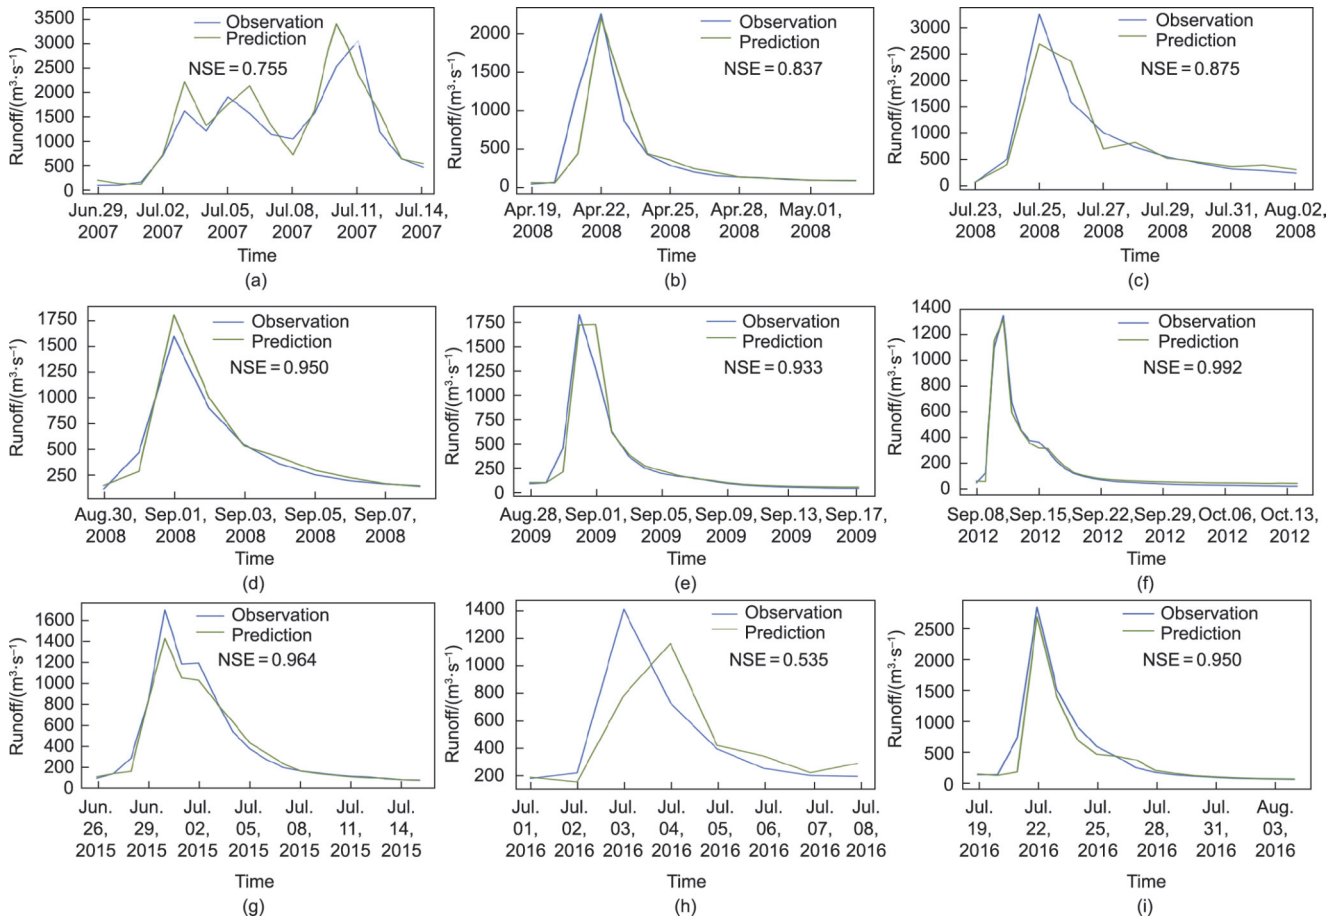 3500
3000
2500
2000
1500
1000
500
0
Runoff/(m³·s⁻¹)
Observation
Prediction
NSE = 0.755
Jun.29, Jul.02, Jul.05, Jul.08, Jul.11, Jul.14,
2007 2007 2007 2007 2007 2007
Time
(a)
2000
1500
1000
500
0
Runoff/(m³·s⁻¹)
Observation
Prediction
NSE = 0.837
Apr.19, Apr.22, Apr.25, Apr.28, May.01,
2008 2008 2008 2008 2008
Time
(b)
3000
2500
2000
1500
1000
500
0
Runoff/(m³·s⁻¹)
Observation
Prediction
NSE = 0.875
Jul.23, Jul.25, Jul.27, Jul.29, Jul.31, Aug.02,
2008 2008 2008 2008 2008 2008
Time
(c)
1750
1500
1250
1000
750
500
250
Runoff/(m³·s⁻¹)
Observation
Prediction
NSE = 0.950
Aug.30, Sep.01, Sep.03, Sep.05, Sep.07,
2008 2008 2008 2008 2008
Time
(d)
1750
1500
1250
1000
750
500
250
0
Runoff/(m³·s⁻¹)
Observation
Prediction
NSE = 0.933
Aug.28, Sep.01, Sep.05, Sep.09, Sep.13, Sep.17,
2009 2009 2009 2009 2009 2009
Time
(e)
1400
1200
1000
800
600
400
200
0
Runoff/(m³·s⁻¹)
Observation
Prediction
NSE = 0.992
Sep.08, Sep.15, Sep.22, Sep.29, Oct.06, Oct.13,
2012 2012 2012 2012 2012 2012
Time
(f)
1600
1400
1200
1000
800
600
400
200
0
Runoff/(m³·s⁻¹)
Observation
Prediction
NSE = 0.964
Jun. Jun. Jul. Jul. Jul. Jul. Jul.
26, 29, 02, 05, 08, 11, 14,
2015 2015 2015 2015 2015 2015 2015
Time
(g)
1400
1200
1000
800
600
400
200
Runoff/(m³·s⁻¹)
Observation
Prediction
NSE = 0.535
Jul. Jul. Jul. Jul. Jul. Jul. Jul. Jul.
01, 02, 03, 04, 05, 06, 07, 08,
2016 2016 2016 2016 2016 2016 2016 2016
Time
(h)
2500
2000
1500
1000
500
0
Runoff/(m³·s⁻¹)
Observation
Prediction
NSE = 0.950
Jul. Jul. Jul. Jul. Jul. Aug.
19, 22, 25, 28, 31, 03,
2016 2016 2016 2016 2016 2016
Time
(i)